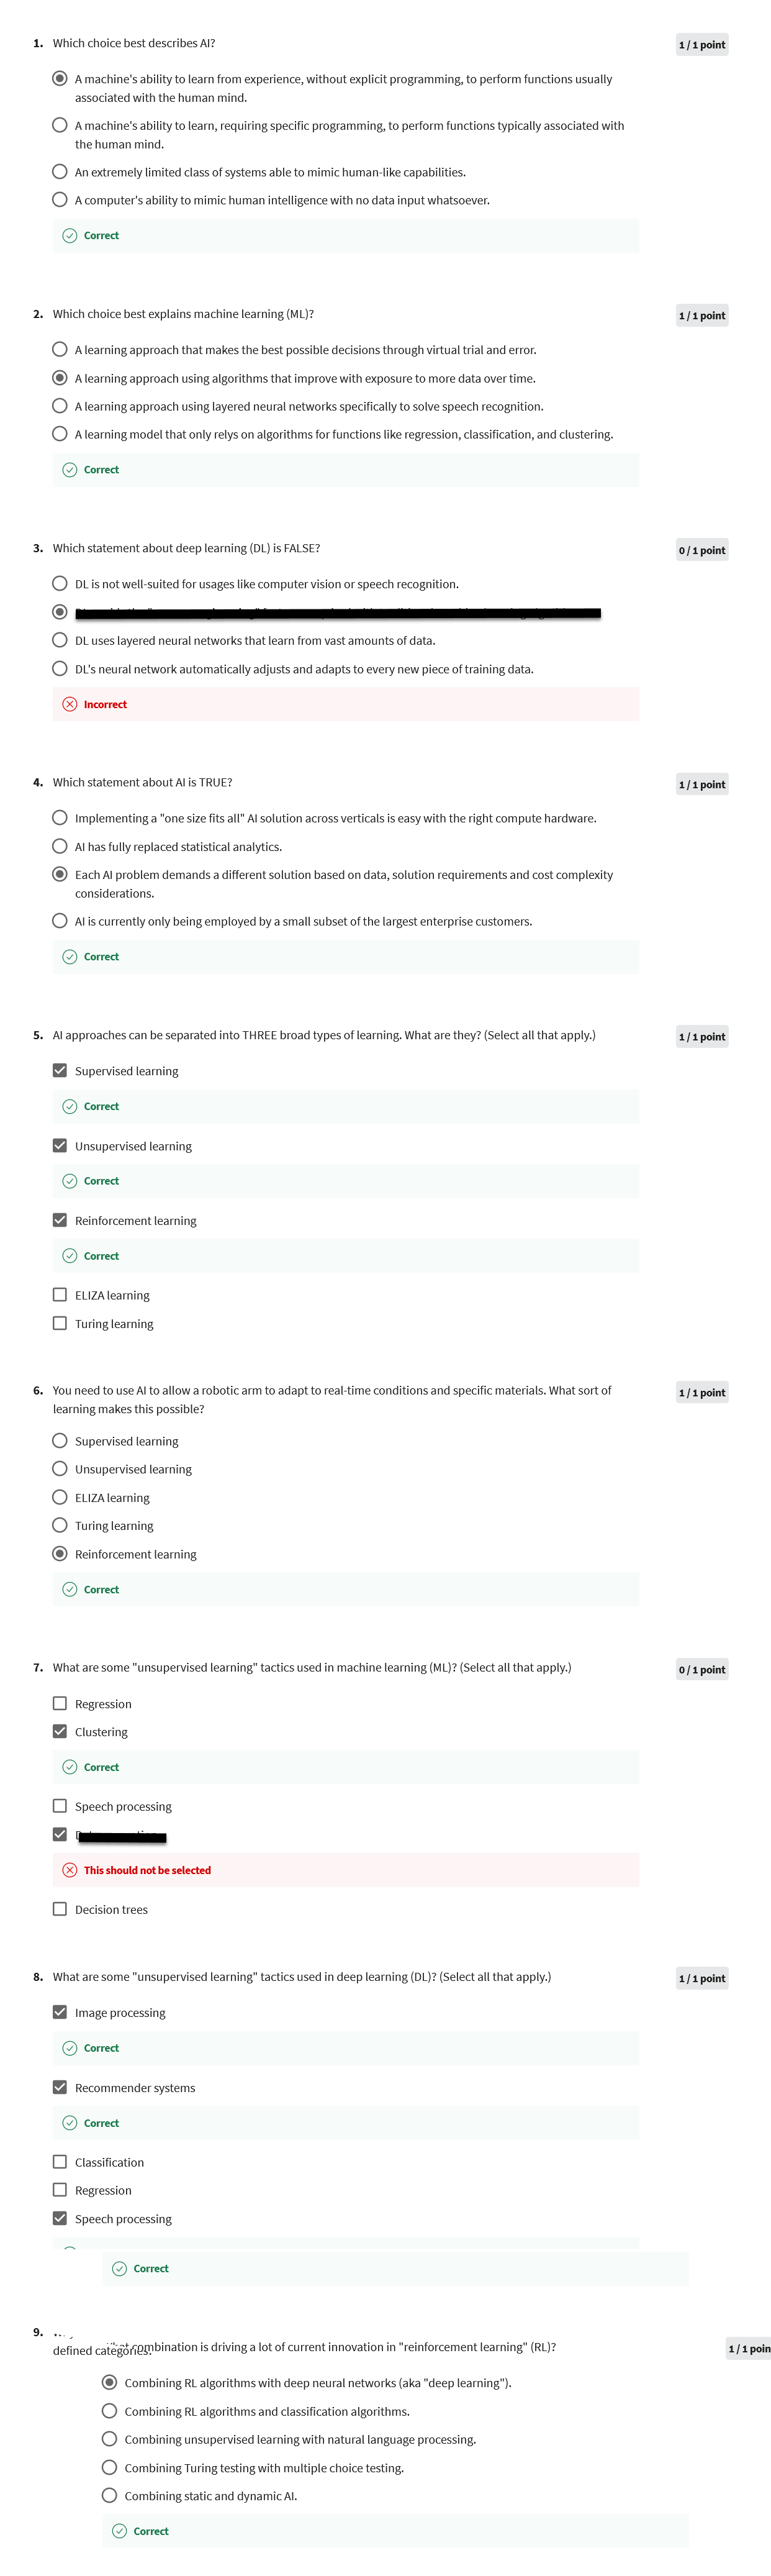 1. Which choice best describes AI?
1 / 1 point
A machine's ability to learn from experience, without explicit programming, to perform functions usually
associated with the human mind.
A machine's ability to learn, requiring specific programming, to perform functions typically associated with
the human mind.
An extremely limited class of systems able to mimic human-like capabilities.
A computer's ability to mimic human intelligence with no data input whatsoever.
Correct
2. Which choice best explains machine learning (ML)?
1 / 1 point
A learning approach that makes the best possible decisions through virtual trial and error.
A learning approach using algorithms that improve with exposure to more data over time.
A learning approach using layered neural networks specifically to solve speech recognition.
A learning model that only relies on algorithms for functions like regression, classification, and clustering.
Correct
3. Which statement about deep learning (DL) is FALSE?
0 / 1 point
DL is not well-suited for usages like computer vision or speech recognition.
DL uses layered neural networks that learn from vast amounts of data.
DL's neural network automatically adjusts and adapts to every new piece of training data.
Incorrect
4. Which statement about AI is TRUE?
1 / 1 point
Implementing a "one size fits all" AI solution across verticals is easy with the right compute hardware.
AI has fully replaced statistical analytics.
Each AI problem demands a different solution based on data, solution requirements and cost complexity
considerations.
AI is currently only being employed by a small subset of the largest enterprise customers.
Correct
5. AI approaches can be separated into THREE broad types of learning. What are they? (Select all that apply.)
1 / 1 point
Supervised learning
Correct
Unsupervised learning
Correct
Reinforcement learning
Correct
ELIZA learning
Turing learning
6. You need to use AI to allow a robotic arm to adapt to real-time conditions and specific materials. What sort of
1 / 1 point
learning makes this possible?
Supervised learning
Unsupervised learning
ELIZA learning
Turing learning
Reinforcement learning
Correct
7. What are some "unsupervised learning" tactics used in machine learning (ML)? (Select all that apply.)
0 / 1 point
Regression
Clustering
Correct
Speech processing
This should not be selected
Decision trees
8. What are some "unsupervised learning" tactics used in deep learning (DL)? (Select all that apply.)
1 / 1 point
Image processing
Correct
Recommender systems
Correct
Classification
Regression
Speech processing
Correct
9.
defined categories. combination is driving a lot of current innovation in "reinforcement learning" (RL)?
1 / 1 poin
Combining RL algorithms with deep neural networks (aka "deep learning").
Combining RL algorithms and classification algorithms.
Combining unsupervised learning with natural language processing.
Combining Turing testing with multiple choice testing.
Combining static and dynamic AI.
Correct